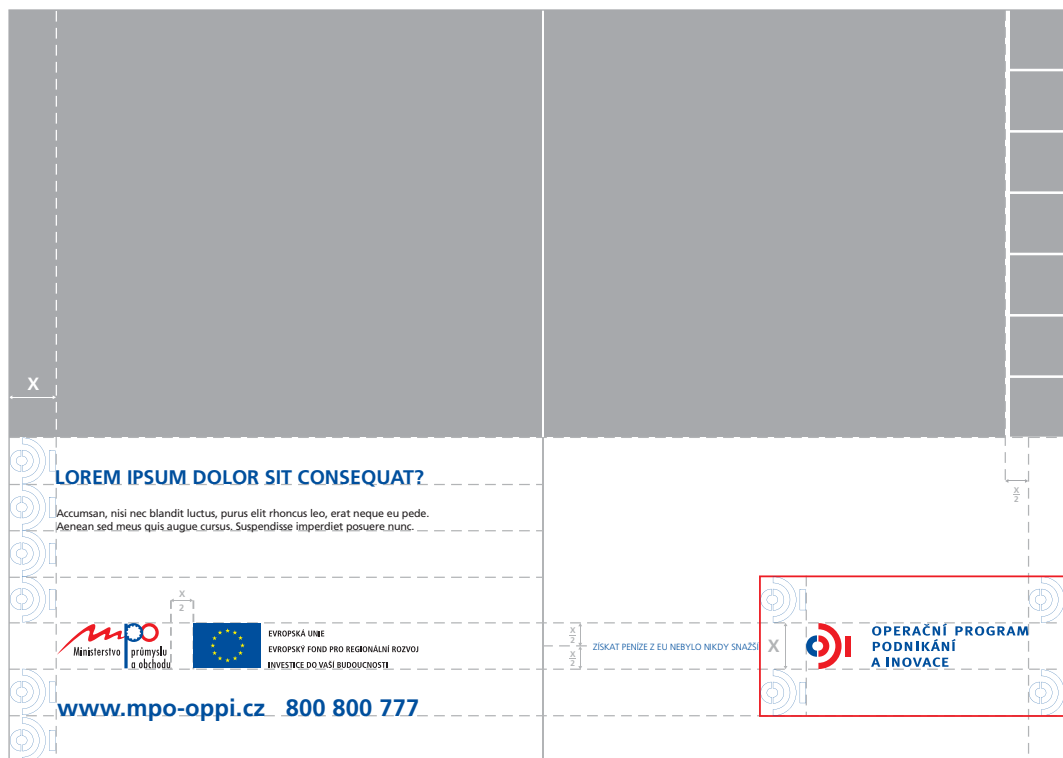 X
LOREM IPSUM DOLOR SIT CONSEQUAT?
Accumsan, nisi nec blandit luctus, purus elit rhoncus leo, erat neque eu pede.
Aenean sed meus quis augue cursus. Suspendisse imperdiet posuere nunc.
X
2
X
2
Ministerstvo
mpo
průmyslu
a obchodu
EVROPSKÁ UNIE
EVROPSKÝ FOND PRO REGIONÁLNÍ ROZVOJ
INVESTICE DO VAŠÍ BUDOUCNOSTI
www.mpo-oppi.cz 800 800 777
X
2
X
2
ZÍSKAT PENÍZE Z EU NEBYLO NIKDY SNAŽŠÍ
X
OPERAČNÍ PROGRAM
PODNIKÁNÍ
A INOVACE